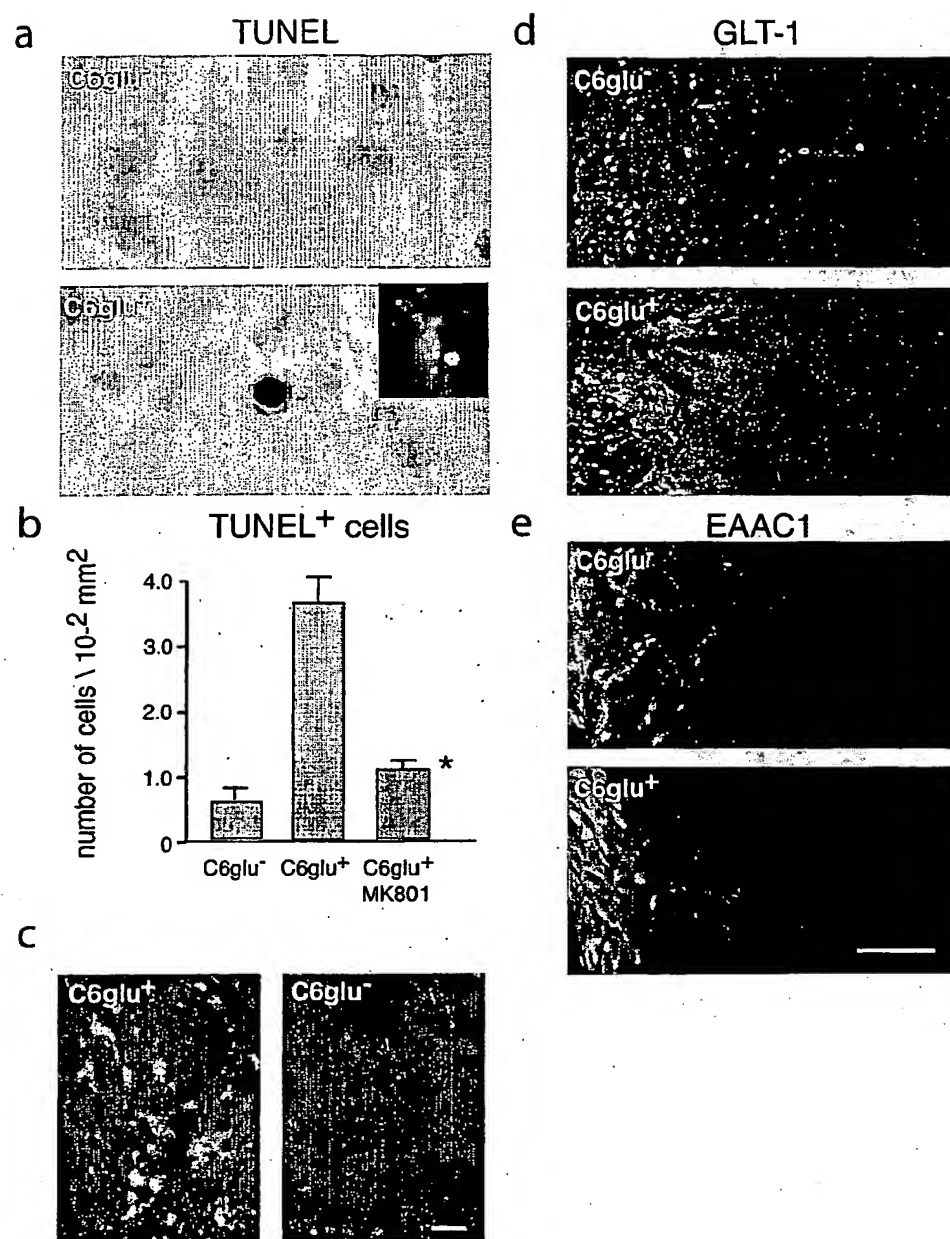 a
TUNEL
C6glu⁻
C6glu
b
TUNEL⁺ cells
number of cells \ 10⁻² mm²
4.0
3.0
2.0
1.0
0
*
C6glu⁻
C6glu⁺
C6glu⁺
MK801
c
C6glu⁺
C6glu⁻
d
GLT-1
C6glu⁻
C6glu⁺
e
EAAC1
C6glu⁻
C6glu⁺